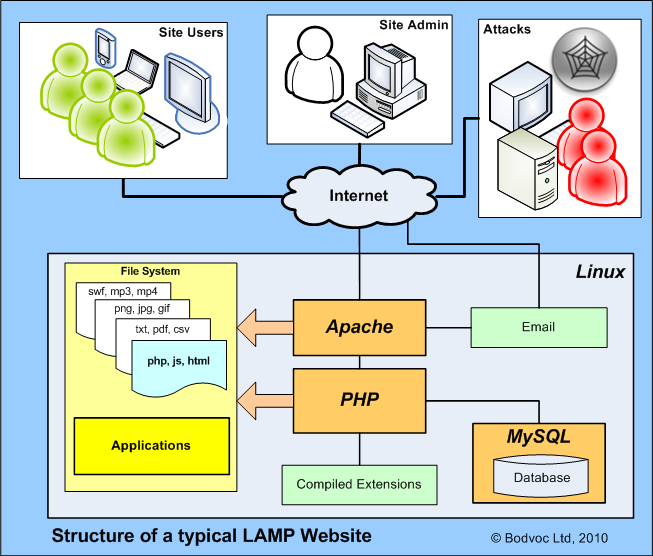 Site Users
Site Admin
Attacks
Internet
Linux
File System
swf, mp3, mp4
png, jpg, gif
txt, pdf, csv
php, js, html
Applications
Apache
Email
PHP
MySQL
Database
Compiled Extensions
Structure of a typical LAMP Website
© Bodvoc Ltd, 2010